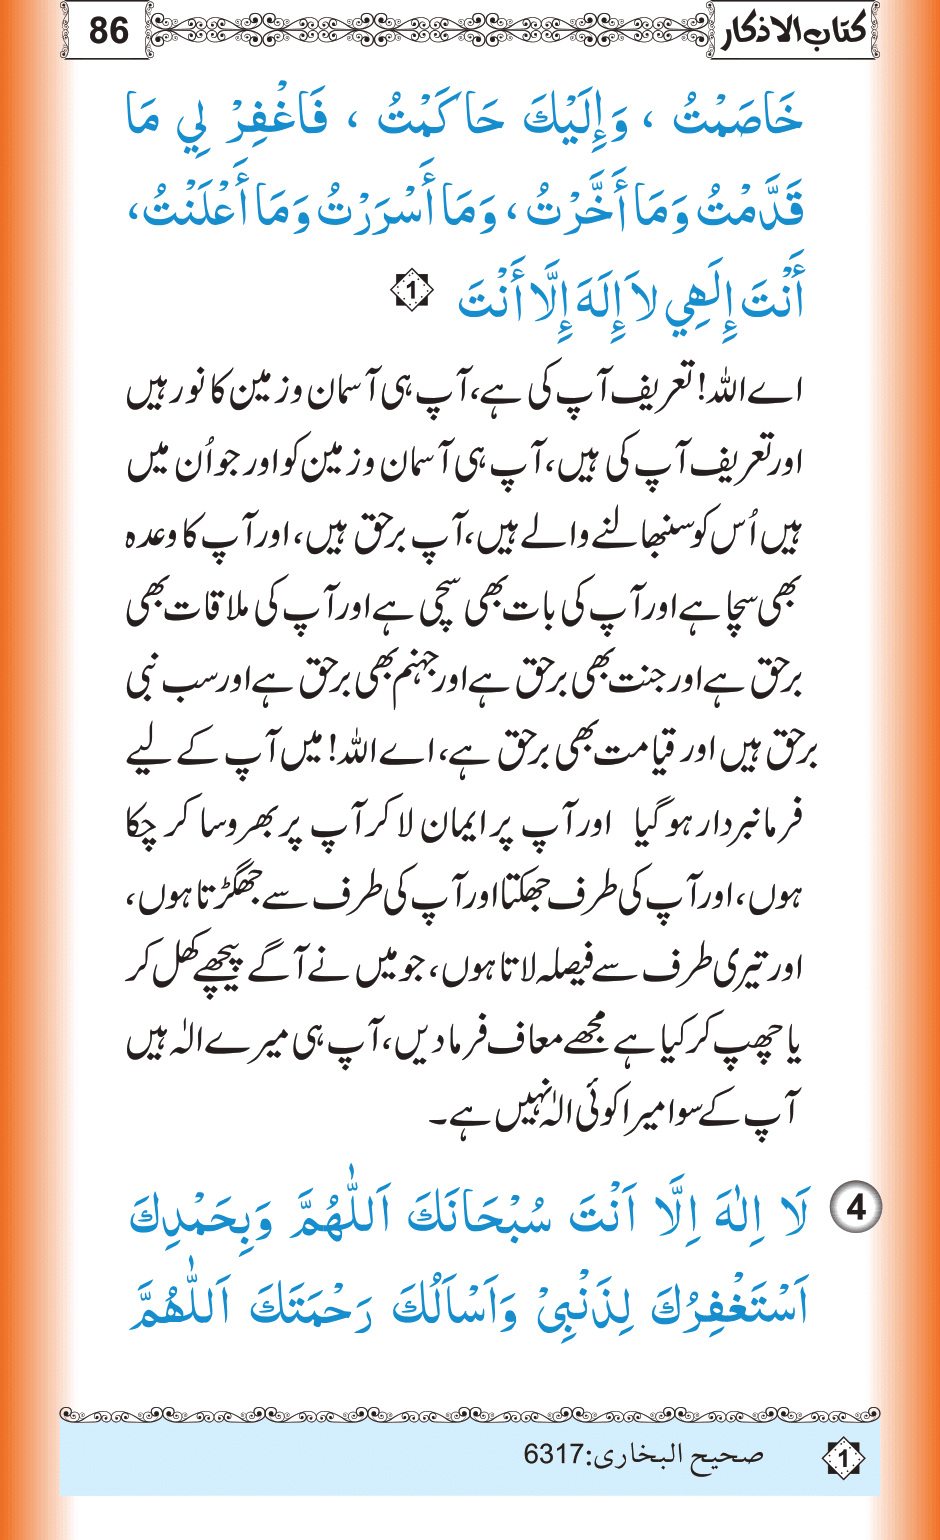 كتاب الاذكار
86
خَاصَمْتُ ، وَإِلَيْكَ حَاكَمْتُ ، فَاغْفِرْ لِي مَا
قَدَّمْتُ وَمَا أَخَّرْتُ ، وَمَا أَسْرَرْتُ وَمَا أَعْلَنْتُ،
أَنْتَ إِلَهِي لاَ إِلَهَ إِلَّا أَنْتَ 1
اے اللہ! تعریف آپ کی ہے، آپ ہی آسمان وزمین کا نور ہیں
اور تعریف آپ کی ہیں، آپ ہی آسمان وزمین کو اور جو اُن میں
ہیں اُس کو سنبھالنے والے ہیں، آپ برحق ہیں، اور آپ کا وعدہ
بھی سچا ہے اور آپ کی بات بھی سچی ہے اور آپ کی ملاقات بھی
برحق ہے اور جنت بھی برحق ہے اور جہنم بھی برحق ہے اور سب نبی
برحق ہیں اور قیامت بھی برحق ہے، اے اللہ! میں آپ کے لیے
فرمانبردار ہو گیا اور آپ پر ایمان لا کر آپ پر بھروسا کر چکا
ہوں، اور آپ کی طرف جھکتا اور آپ کی طرف سے جھگڑتا ہوں،
اور تیری طرف سے فیصلہ لاتا ہوں، جو میں نے آگے پیچھے کھل کر
یا چھپ کر کیا ہے مجھے معاف فرمادیں، آپ ہی میرے الٰہ ہیں
آپ کے سوا میرا کوئی الٰہ نہیں ہے۔
4 لَا اِلٰهَ اِلَّا اَنْتَ سُبْحَانَكَ اَللّٰهُمَّ وَبِحَمْدِكَ
اَسْتَغْفِرُكَ لِذَنْۢبِیْ وَاَسْاَلُكَ رَحْمَتَكَ اَللّٰهُمَّ
1 صحیح البخاری:6317